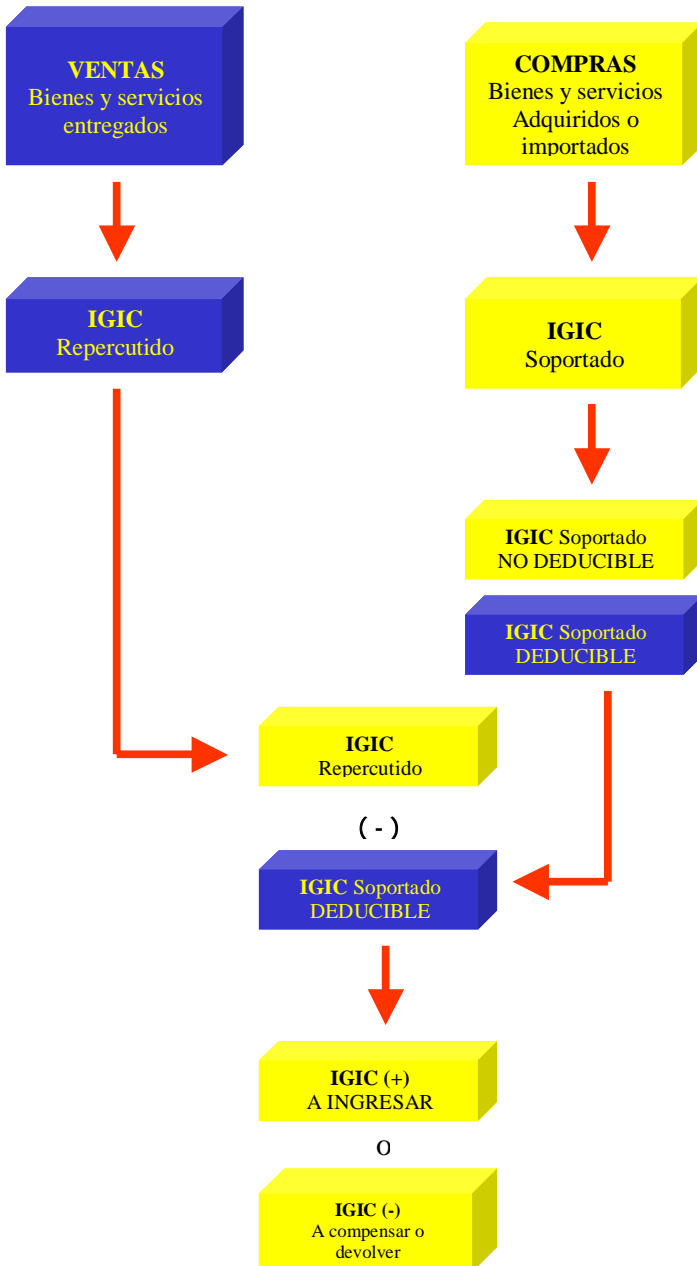 VENTAS
Bienes y servicios
entregados
COMPRAS
Bienes y servicios
Adquiridos o
importados
IGIC
Repercutido
IGIC
Soportado
IGIC Soportado
NO DEDUCIBLE
IGIC Soportado
DEDUCIBLE
IGIC
Repercutido
( - )
IGIC Soportado
DEDUCIBLE
IGIC (+)
A INGRESAR
O
IGIC (-)
A compensar o
devolver